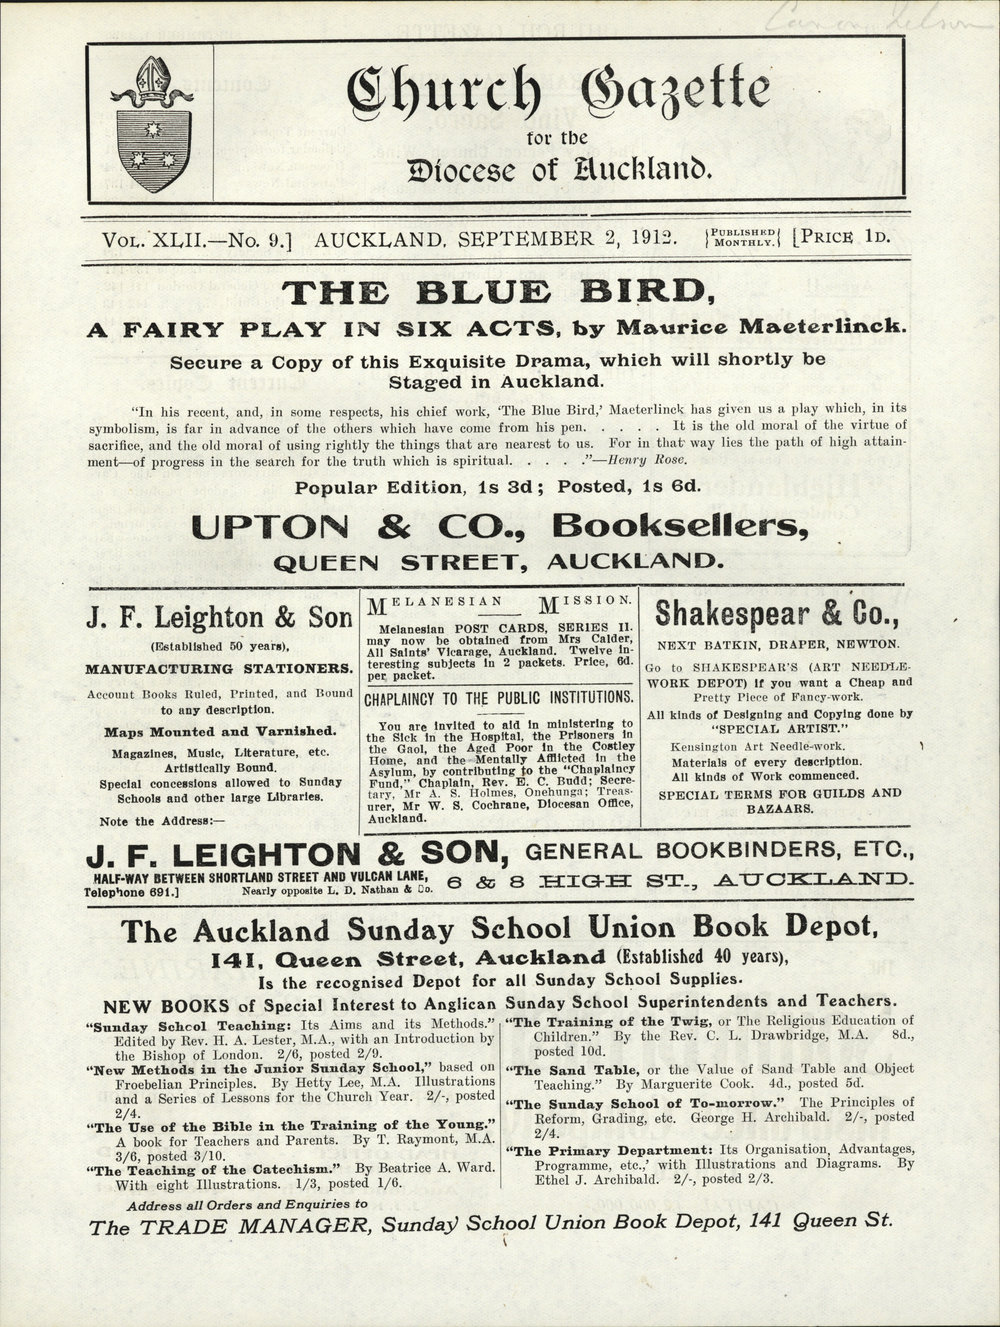 Canon Nelson
Church Gazette
for the
Diocese of Auckland.
VOL. XLII.—No. 9.] AUCKLAND, SEPTEMBER 2, 1912. {PUBLISHED MONTHLY.} [PRICE 1D.
THE BLUE BIRD,
A FAIRY PLAY IN SIX ACTS, by Maurice Maeterlinck.
Secure a Copy of this Exquisite Drama, which will shortly be
Staged in Auckland.
"In his recent, and, in some respects, his chief work, 'The Blue Bird,' Maeterlinck has given us a play which, in its
symbolism, is far in advance of the others which have come from his pen. . . . . It is the old moral of the virtue of
sacrifice, and the old moral of using rightly the things that are nearest to us. For in that way lies the path of high attain-
ment—of progress in the search for the truth which is spiritual. . . . ."—Henry Rose.
Popular Edition, 1s 3d; Posted, 1s 6d.
UPTON & CO., Booksellers,
QUEEN STREET, AUCKLAND.
J. F. Leighton & Son
(Established 50 years),
MANUFACTURING STATIONERS.
Account Books Ruled, Printed, and Bound
to any description.
Maps Mounted and Varnished.
Magazines, Music, Literature, etc.
Artistically Bound.
Special concessions allowed to Sunday
Schools and other large Libraries.
Note the Address:—
MELANESIAN MISSION.
Melanesian POST CARDS, SERIES II.
may now be obtained from Mrs Calder,
All Saints' Vicarage, Auckland. Twelve in-
teresting subjects in 2 packets. Price, 6d.
per packet.
CHAPLAINCY TO THE PUBLIC INSTITUTIONS.
You are invited to aid in ministering to
the Sick in the Hospital, the Prisoners in
the Gaol, the Aged Poor in the Costley
Home, and the Mentally Afflicted in the
Asylum, by contributing to the "Chaplaincy
Fund," Chaplain, Rev. E. C. Budd; Secre-
tary, Mr A. S. Holmes, Onehunga; Treas-
urer, Mr W. S. Cochrane, Diocesan Office,
Auckland.
Shakespear & Co.,
NEXT BATKIN, DRAPER, NEWTON.
Go to SHAKESPEAR'S (ART NEEDLE-
WORK DEPOT) if you want a Cheap and
Pretty Piece of Fancy-work.
All kinds of Designing and Copying done by
"SPECIAL ARTIST."
Kensington Art Needle-work.
Materials of every description.
All kinds of Work commenced.
SPECIAL TERMS FOR GUILDS AND
BAZAARS.
J. F. LEIGHTON & SON, GENERAL BOOKBINDERS, ETC.,
HALF-WAY BETWEEN SHORTLAND STREET AND VULCAN LANE, 6 & 8 HIGH ST., AUCKLAND.
Telephone 691.] Nearly opposite L. D. Nathan & Co.
The Auckland Sunday School Union Book Depot,
141, Queen Street, Auckland (Established 40 years),
Is the recognised Depot for all Sunday School Supplies.
NEW BOOKS of Special Interest to Anglican Sunday School Superintendents and Teachers.
"Sunday School Teaching: Its Aims and its Methods."
Edited by Rev. H. A. Lester, M.A., with an Introduction by
the Bishop of London. 2/6, posted 2/9.
"New Methods in the Junior Sunday School," based on
Froebelian Principles. By Hetty Lee, M.A. Illustrations
and a Series of Lessons for the Church Year. 2/-, posted
2/4.
"The Use of the Bible in the Training of the Young."
A book for Teachers and Parents. By T. Raymont, M.A.
3/6, posted 3/10.
"The Teaching of the Catechism." By Beatrice A. Ward.
With eight Illustrations. 1/3, posted 1/6.
"The Training of the Twig, or The Religious Education of
Children." By the Rev. C. L. Drawbridge, M.A. 8d.,
posted 10d.
"The Sand Table, or the Value of Sand Table and Object
Teaching." By Marguerite Cook. 4d., posted 5d.
"The Sunday School of To-morrow." The Principles of
Reform, Grading, etc. George H. Archibald. 2/-, posted
2/4.
"The Primary Department: Its Organisation, Advantages,
Programme, etc.,' with Illustrations and Diagrams. By
Ethel J. Archibald. 2/-, posted 2/3.
Address all Orders and Enquiries to
The TRADE MANAGER, Sunday School Union Book Depot, 141 Queen St.